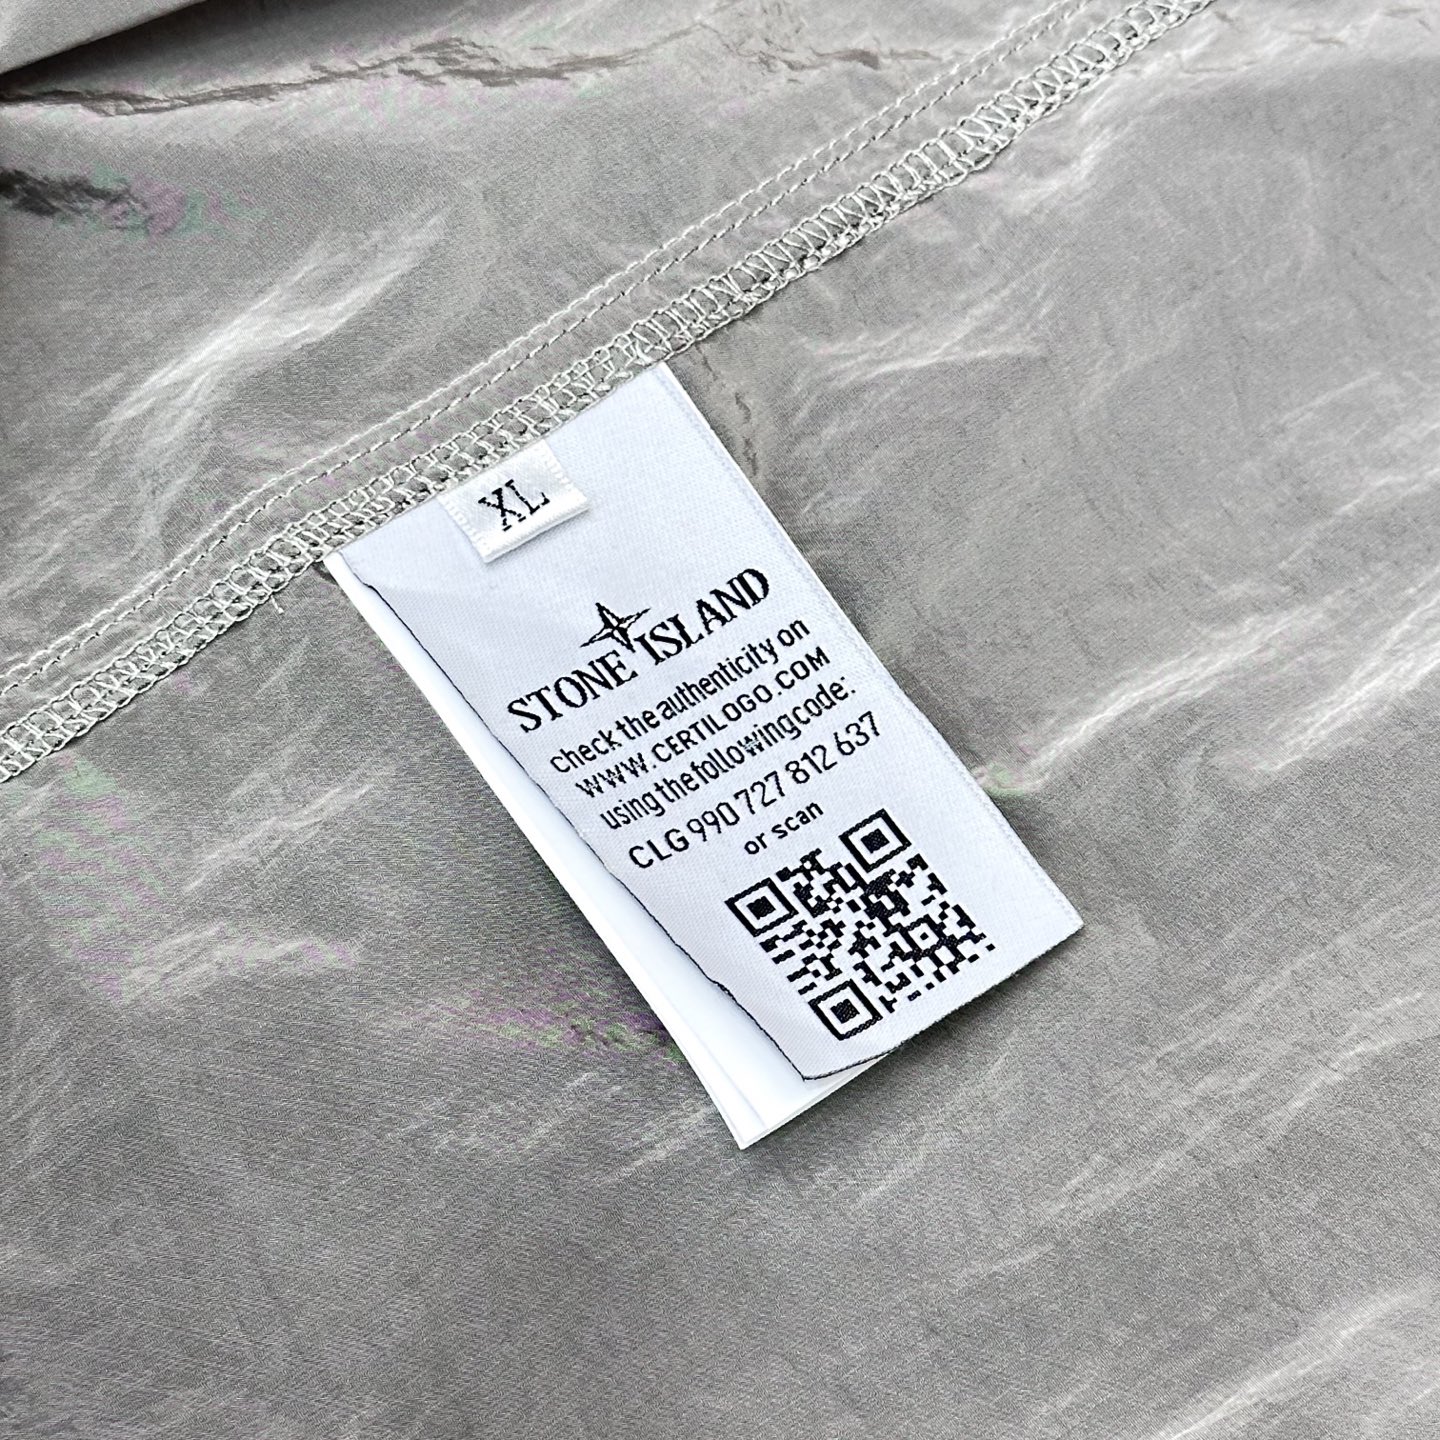 XL
STONE ISLAND
check the authenticity on
WWW.CERTILOGO.COM
using the following code:
CLG 990 727 812 637
or scan